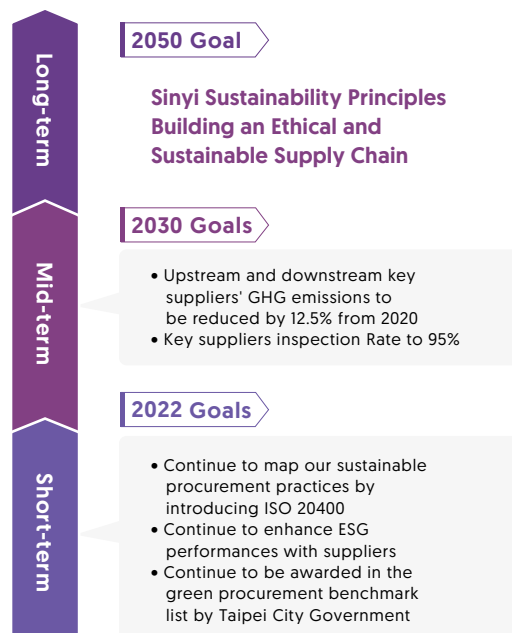 Long-term
2050 Goal
Sinyi Sustainability Principles
Building an Ethical and
Sustainable Supply Chain
Mid-term
2030 Goals
• Upstream and downstream key
suppliers' GHG emissions to
be reduced by 12.5% from 2020
• Key suppliers inspection Rate to 95%
Short-term
2022 Goals
• Continue to map our sustainable
procurement practices by
introducing ISO 20400
• Continue to enhance ESG
performances with suppliers
• Continue to be awarded in the
green procurement benchmark
list by Taipei City Government